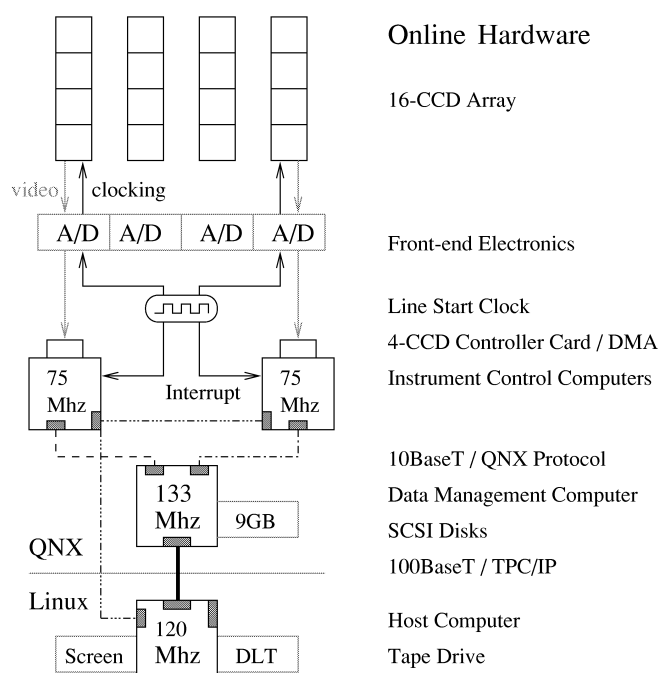 Online Hardware
16-CCD Array
video
clocking
A/D A/D A/D A/D
Front-end Electronics
Line Start Clock
4-CCD Controller Card / DMA
75 Mhz
75 Mhz
Interrupt
Instrument Control Computers
10BaseT / QNX Protocol
133 Mhz
Data Management Computer
9GB
SCSI Disks
QNX
100BaseT / TPC/IP
Linux
Host Computer
120 Mhz
Screen
DLT
Tape Drive